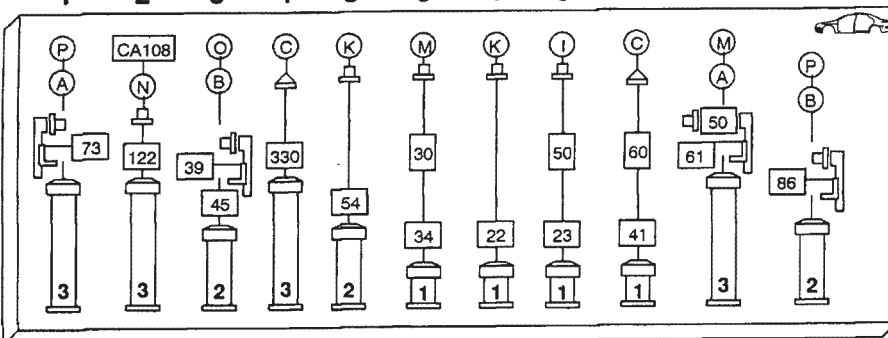 P CA108 O C K M K I C M P
A N B A B
73 122 39 45 330 54 30 34 22 50 23 60 41 50 61 86
3 3 2 3 2 1 1 1 1 3 2